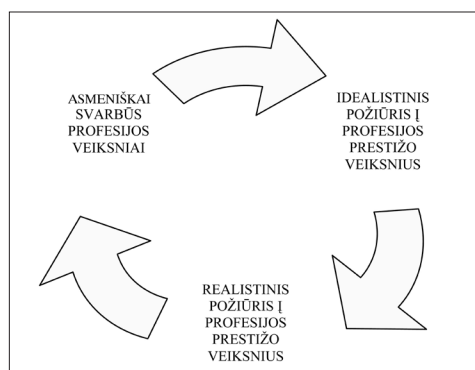 ASMENIŠKAI
SVARBŪS
PROFESIJOS
VEIKSNIAI
IDEALISTINIS
POŽIŪRIS Į
PROFESIJOS
PRESTIŽO
VEIKSNIUS
REALISTINIS
POŽIŪRIS Į
PROFESIJOS
PRESTIŽO
VEIKSNIUS